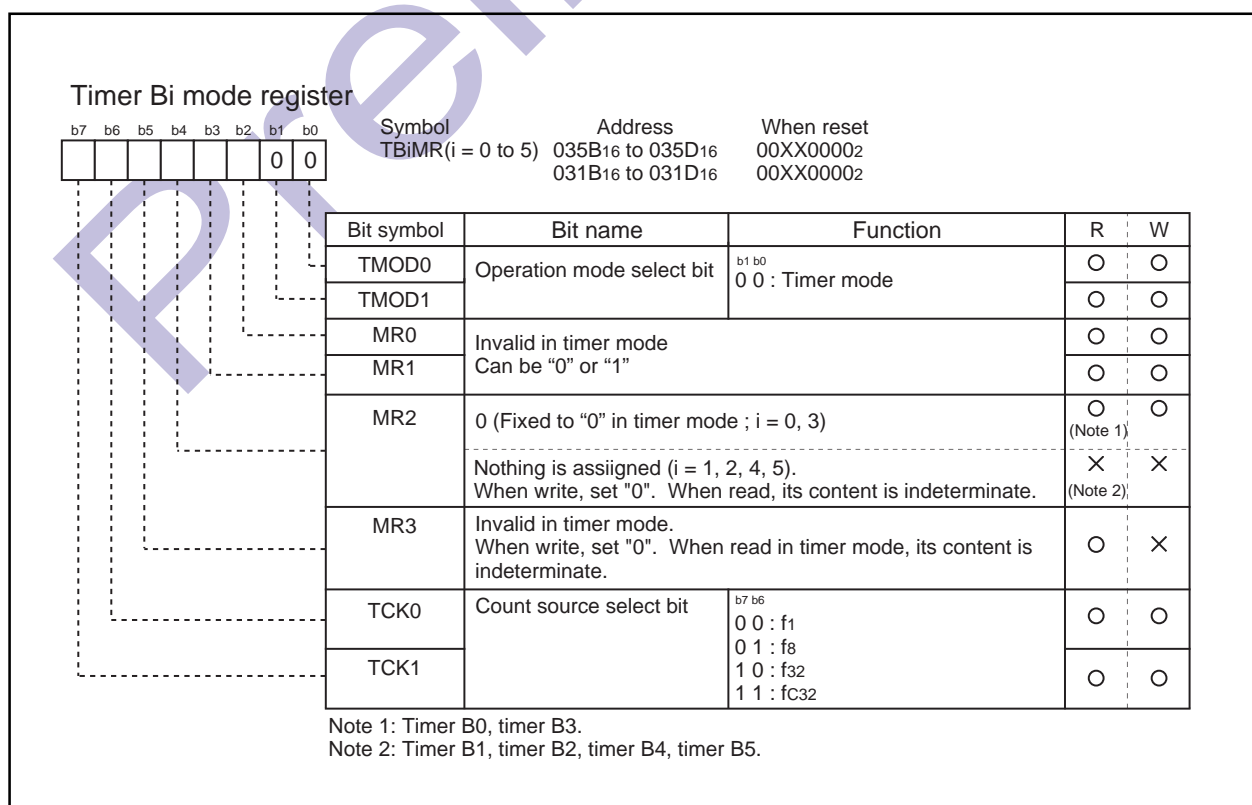 Prel
Timer Bi mode register
b7 b6 b5 b4 b3 b2 b1 b0
0 0
Symbol Address When reset
TBiMR(i = 0 to 5) 035B16 to 035D16 00XX00002
031B16 to 031D16 00XX00002
Bit symbol Bit name Function R W
TMOD0 Operation mode select bit b1 b0
0 0 : Timer mode
TMOD1
MR0 Invalid in timer mode
MR1 Can be “0” or “1”
MR2 0 (Fixed to “0” in timer mode ; i = 0, 3)
(Note 1)
Nothing is assiigned (i = 1, 2, 4, 5). X X
When write, set "0". When read, its content is indeterminate. (Note 2)
MR3 Invalid in timer mode.
When write, set "0". When read in timer mode, its content is X
indeterminate.
TCK0 Count source select bit b7 b6
0 0 : f1
0 1 : f8
TCK1 1 0 : f32
1 1 : fC32
Note 1: Timer B0, timer B3.
Note 2: Timer B1, timer B2, timer B4, timer B5.